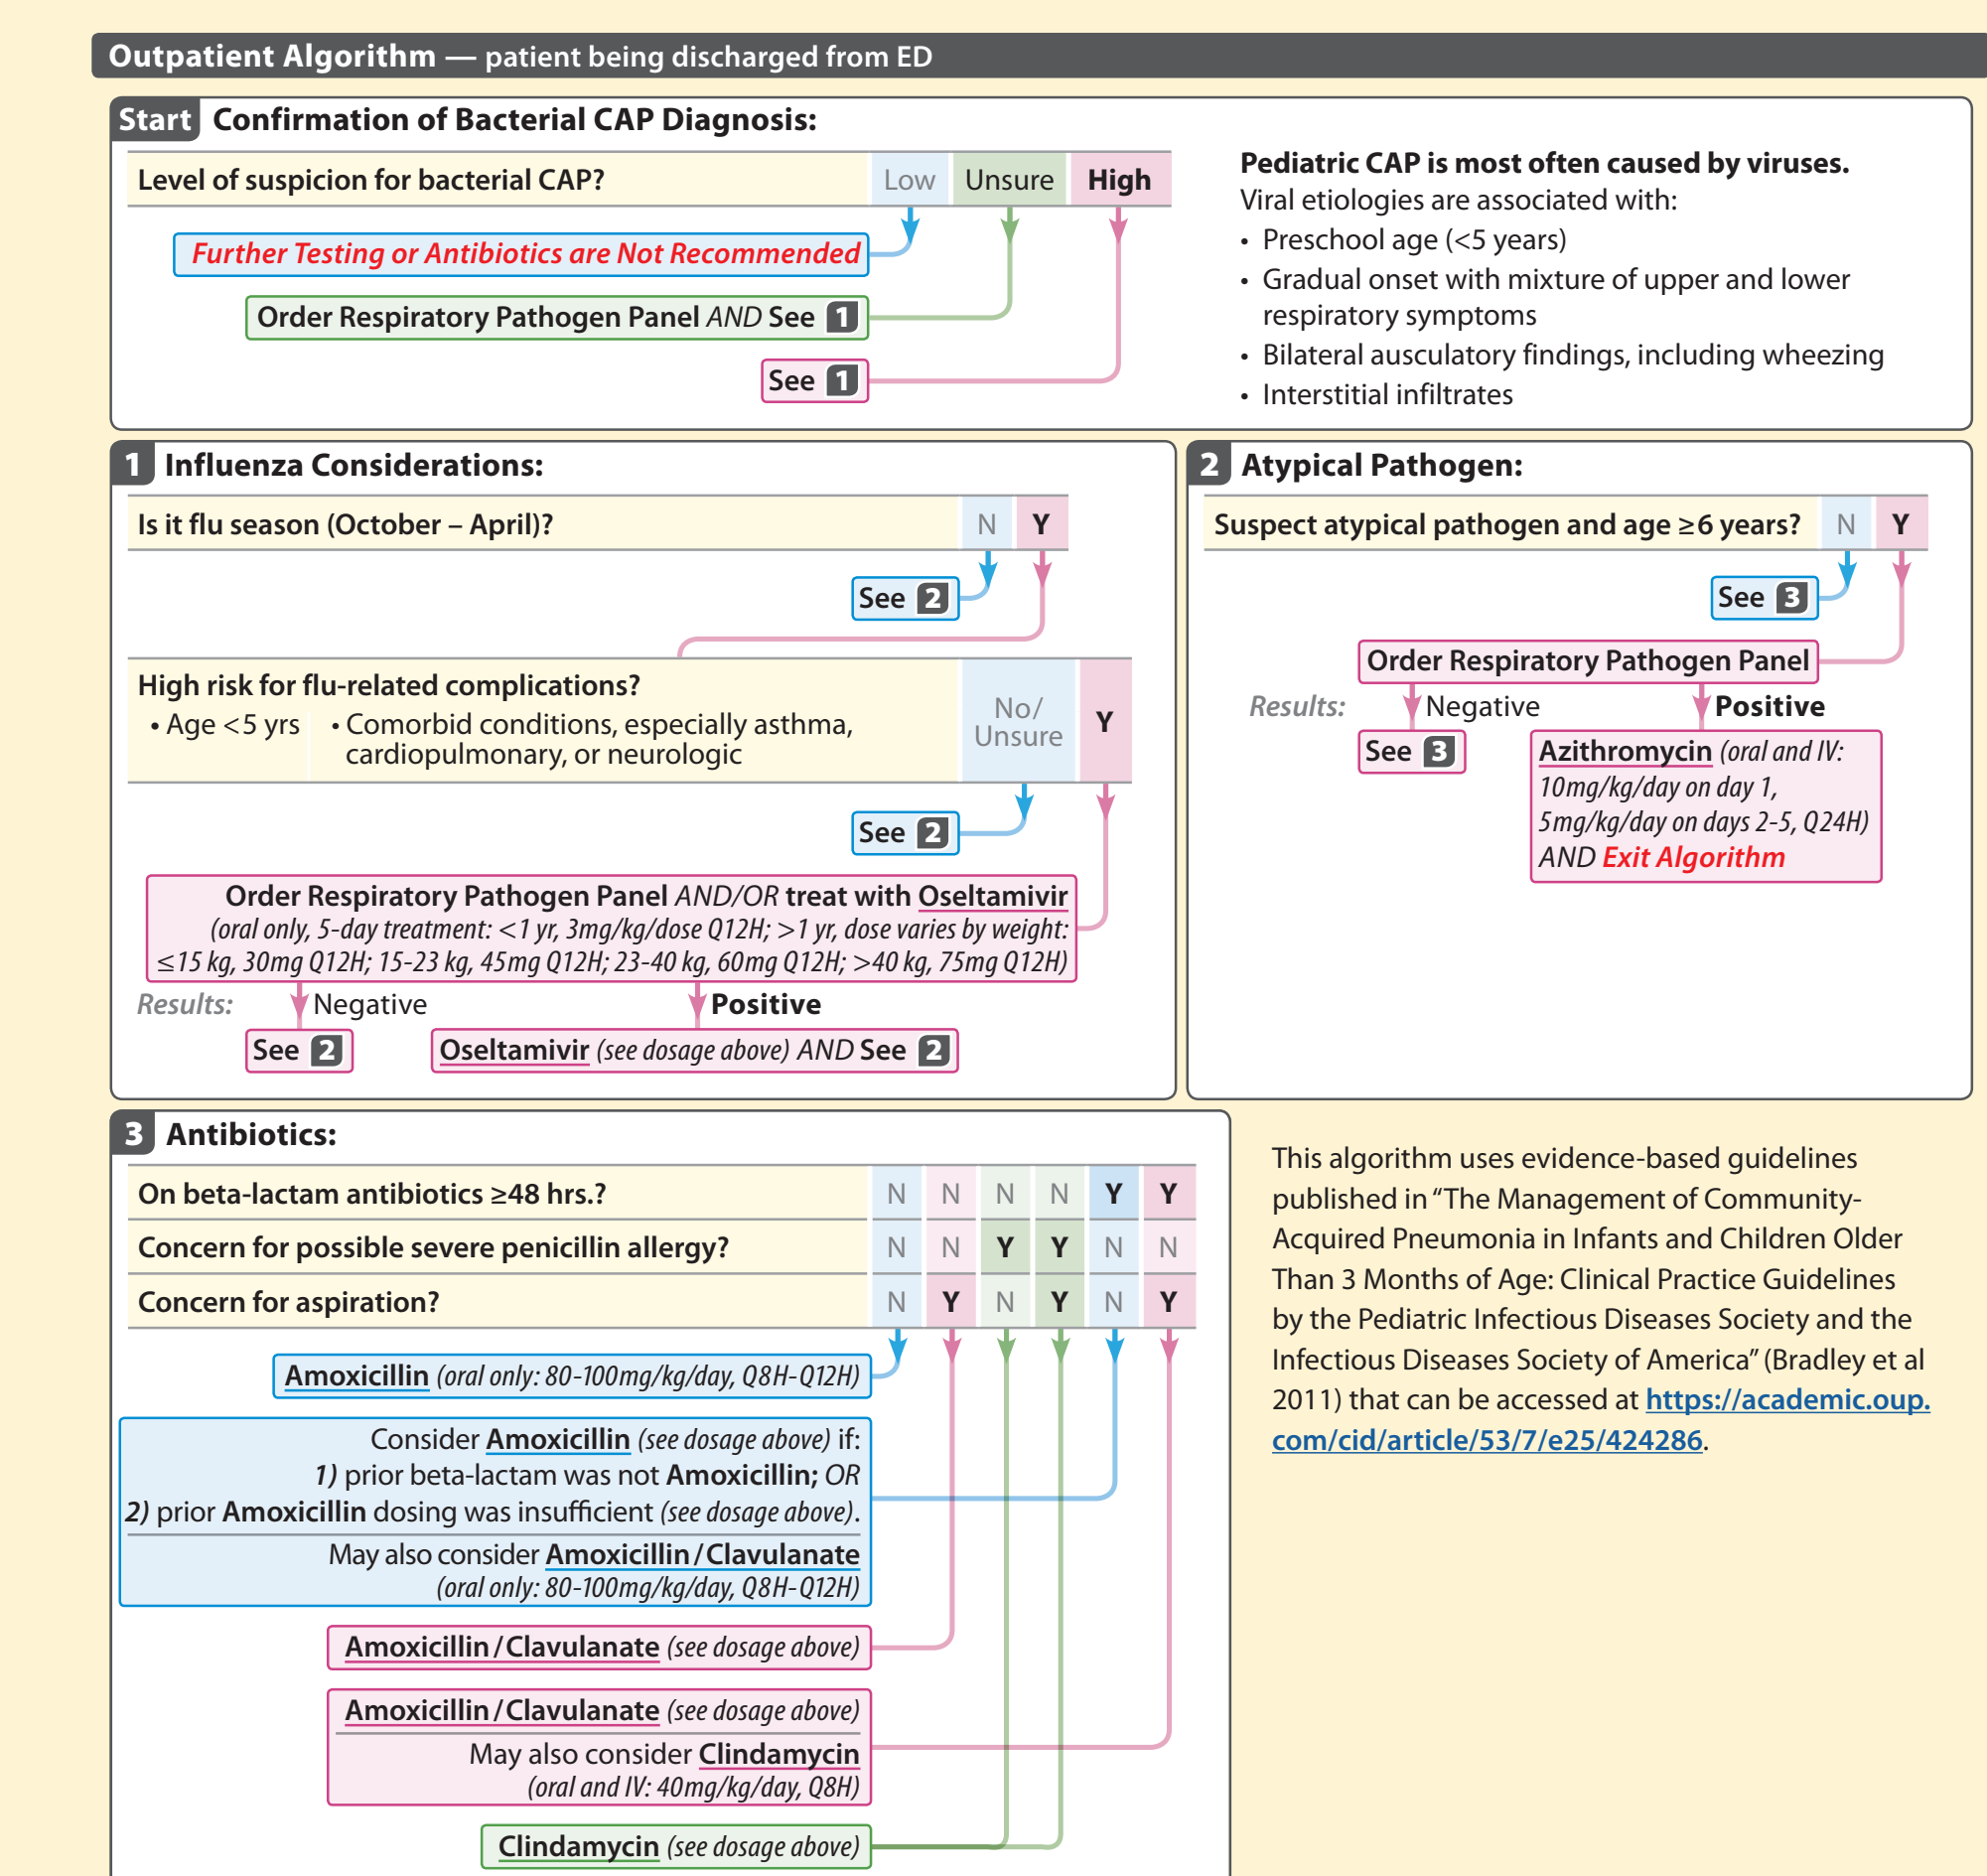 Outpatient Algorithm — patient being discharged from ED
Start Confirmation of Bacterial CAP Diagnosis:
Level of suspicion for bacterial CAP? Low Unsure High
Further Testing or Antibiotics are Not Recommended
Order Respiratory Pathogen Panel AND See 1
See 1
Pediatric CAP is most often caused by viruses.
Viral etiologies are associated with:
• Preschool age (<5 years)
• Gradual onset with mixture of upper and lower
respiratory symptoms
• Bilateral ausculatory findings, including wheezing
• Interstitial infiltrates
1 Influenza Considerations:
Is it flu season (October – April)? N Y
See 2
High risk for flu-related complications?
• Age <5 yrs • Comorbid conditions, especially asthma,
cardiopulmonary, or neurologic
No/
Unsure
Y
See 2
Order Respiratory Pathogen Panel AND/OR treat with Oseltamivir
(oral only, 5-day treatment: <1 yr, 3mg/kg/dose Q12H; >1 yr, dose varies by weight:
≤15 kg, 30mg Q12H; 15-23 kg, 45mg Q12H; 23-40 kg, 60mg Q12H; >40 kg, 75mg Q12H)
Results: Negative Positive
See 2 Oseltamivir (see dosage above) AND See 2
2 Atypical Pathogen:
Suspect atypical pathogen and age ≥6 years? N Y
See 3
Order Respiratory Pathogen Panel
Results: Negative Positive
See 3
Azithromycin (oral and IV:
10mg/kg/day on day 1,
5mg/kg/day on days 2-5, Q24H)
AND Exit Algorithm
3 Antibiotics:
On beta-lactam antibiotics ≥48 hrs.? N N N N Y Y
Concern for possible severe penicillin allergy? N N Y Y N N
Concern for aspiration? N Y N Y N Y
Amoxicillin (oral only: 80-100mg/kg/day, Q8H-Q12H)
Consider Amoxicillin (see dosage above) if:
1) prior beta-lactam was not Amoxicillin; OR
2) prior Amoxicillin dosing was insufficient (see dosage above).
May also consider Amoxicillin/Clavulanate
(oral only: 80-100mg/kg/day, Q8H-Q12H)
Amoxicillin/Clavulanate (see dosage above)
Amoxicillin/Clavulanate (see dosage above)
May also consider Clindamycin
(oral and IV: 40mg/kg/day, Q8H)
Clindamycin (see dosage above)
This algorithm uses evidence-based guidelines
published in “The Management of Community-
Acquired Pneumonia in Infants and Children Older
Than 3 Months of Age: Clinical Practice Guidelines
by the Pediatric Infectious Diseases Society and the
Infectious Diseases Society of America” (Bradley et al
2011) that can be accessed at https://academic.oup.
com/cid/article/53/7/e25/424286.